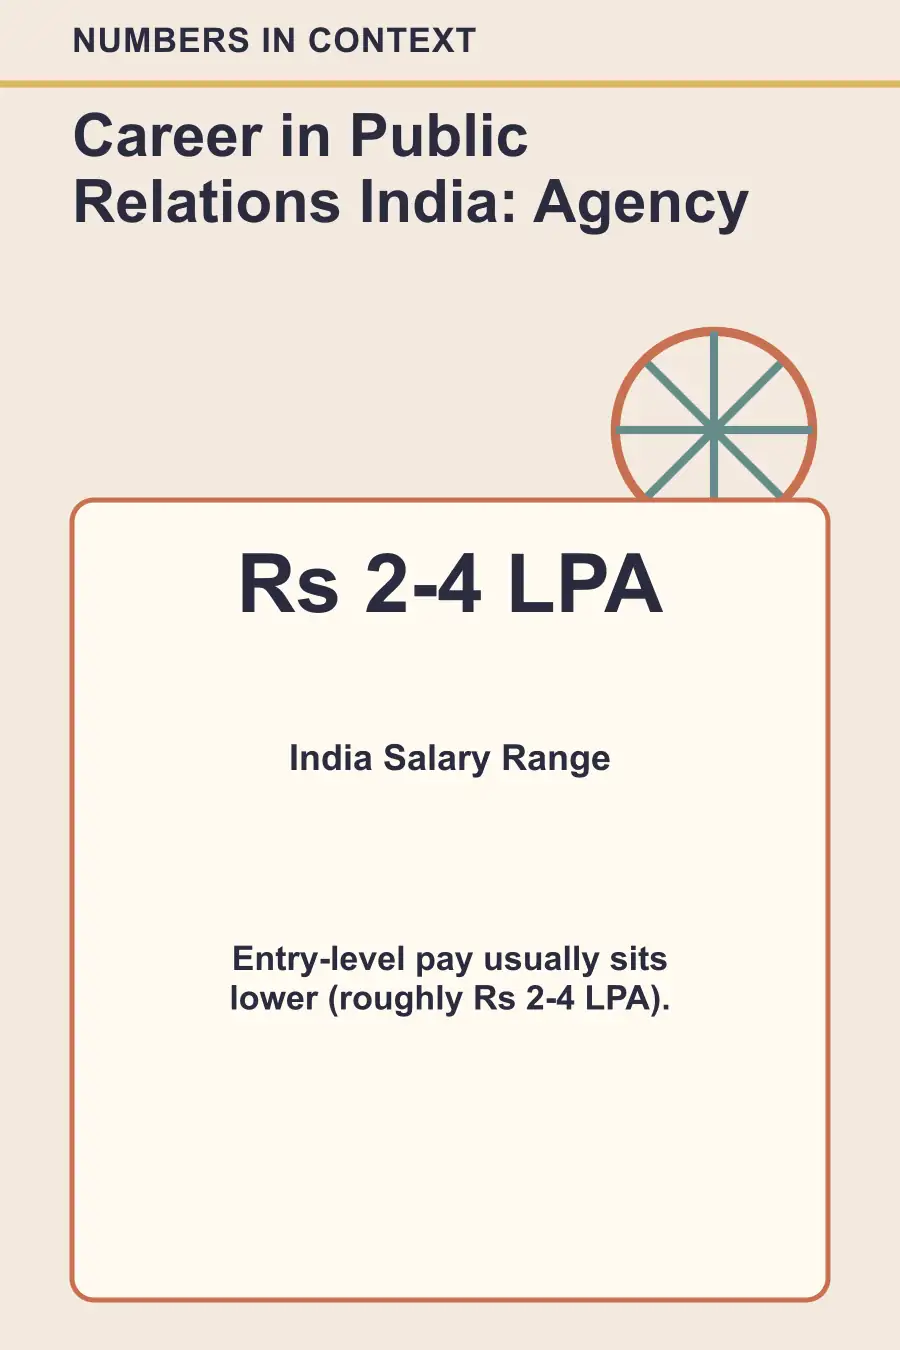 NUMBERS IN CONTEXT
Career in Public
Relations India: Agency
Rs 2-4 LPA
India Salary Range
Entry-level pay usually sits
lower (roughly Rs 2-4 LPA).